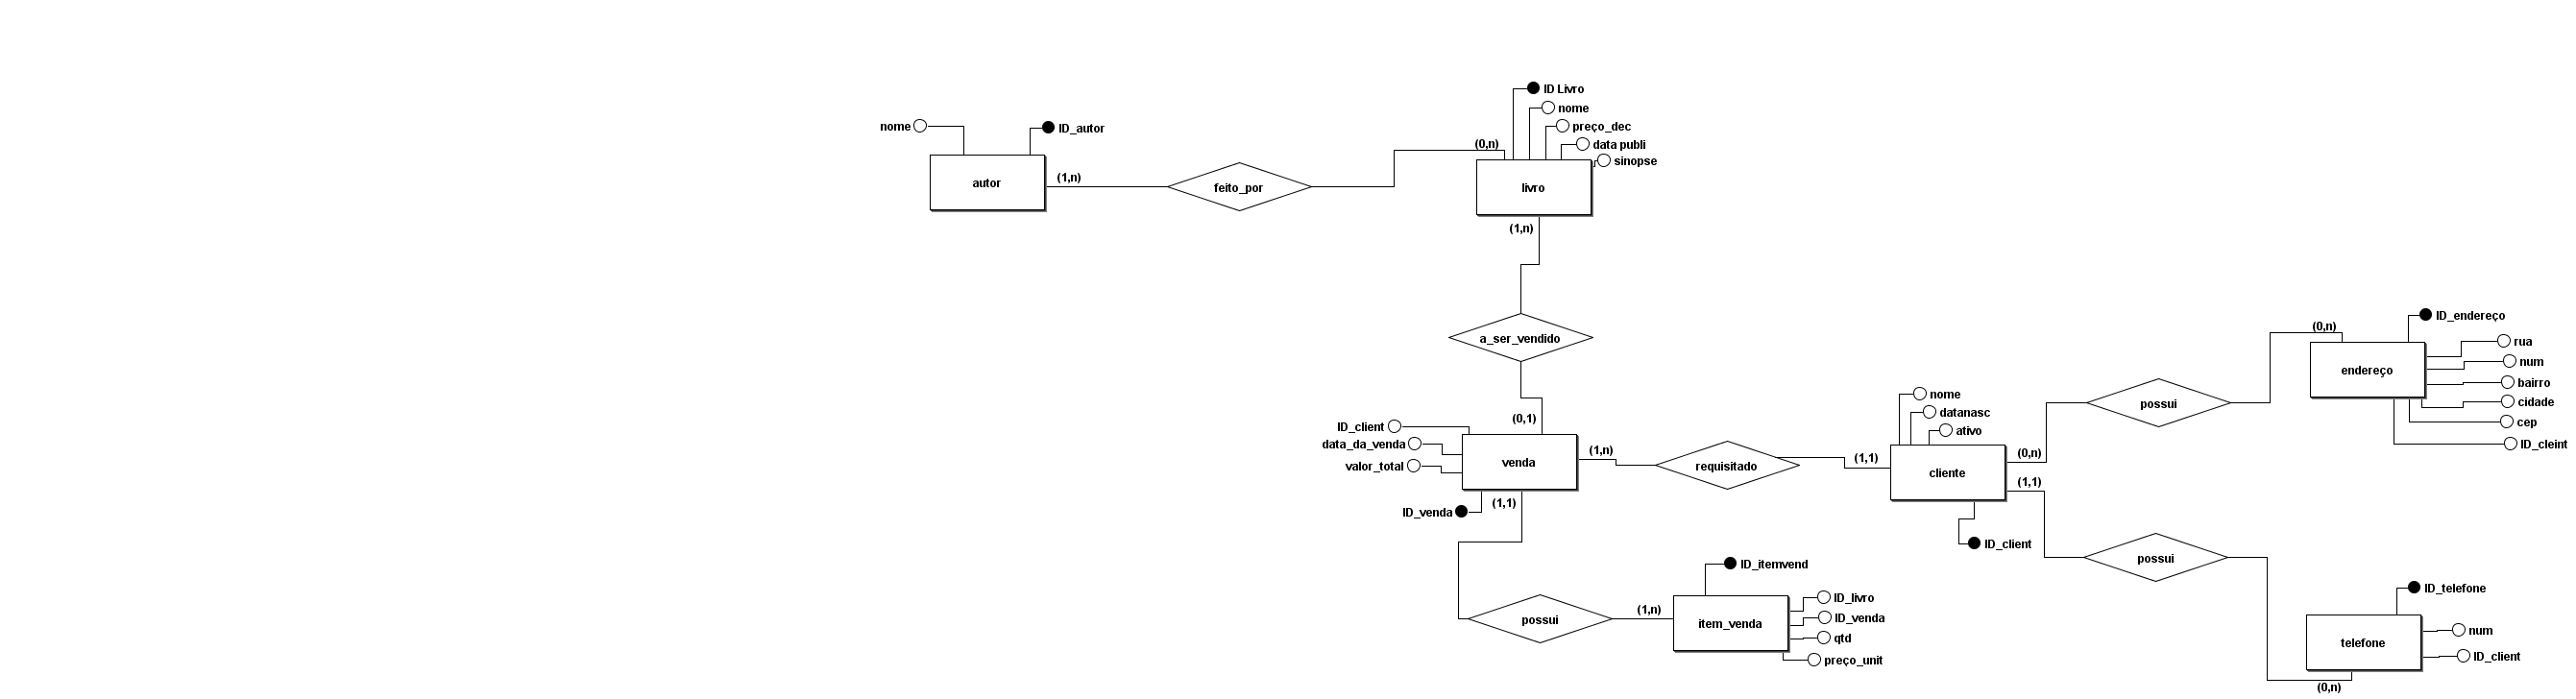 ID Livro
nome
preço_dec
data publi
sinopse
nome
ID_autor
(0,n)
(1,n)
autor
feito_por
livro
(1,n)
a_ser_vendido
(0,1)
ID_client
data_da_venda
valor_total
venda
(1,n)
requisitado
(1,1)
ID_venda
(1,1)
nome
datanasc
ativo
cliente
(0,n)
(1,1)
ID_client
possui
(0,n)
ID_endereço
rua
num
bairro
cidade
cep
ID_cleint
endereço
possui
ID_itemvend
ID_livro
ID_venda
qtd
preço_unit
possui
(1,n)
item_venda
ID_telefone
num
ID_client
telefone
(0,n)